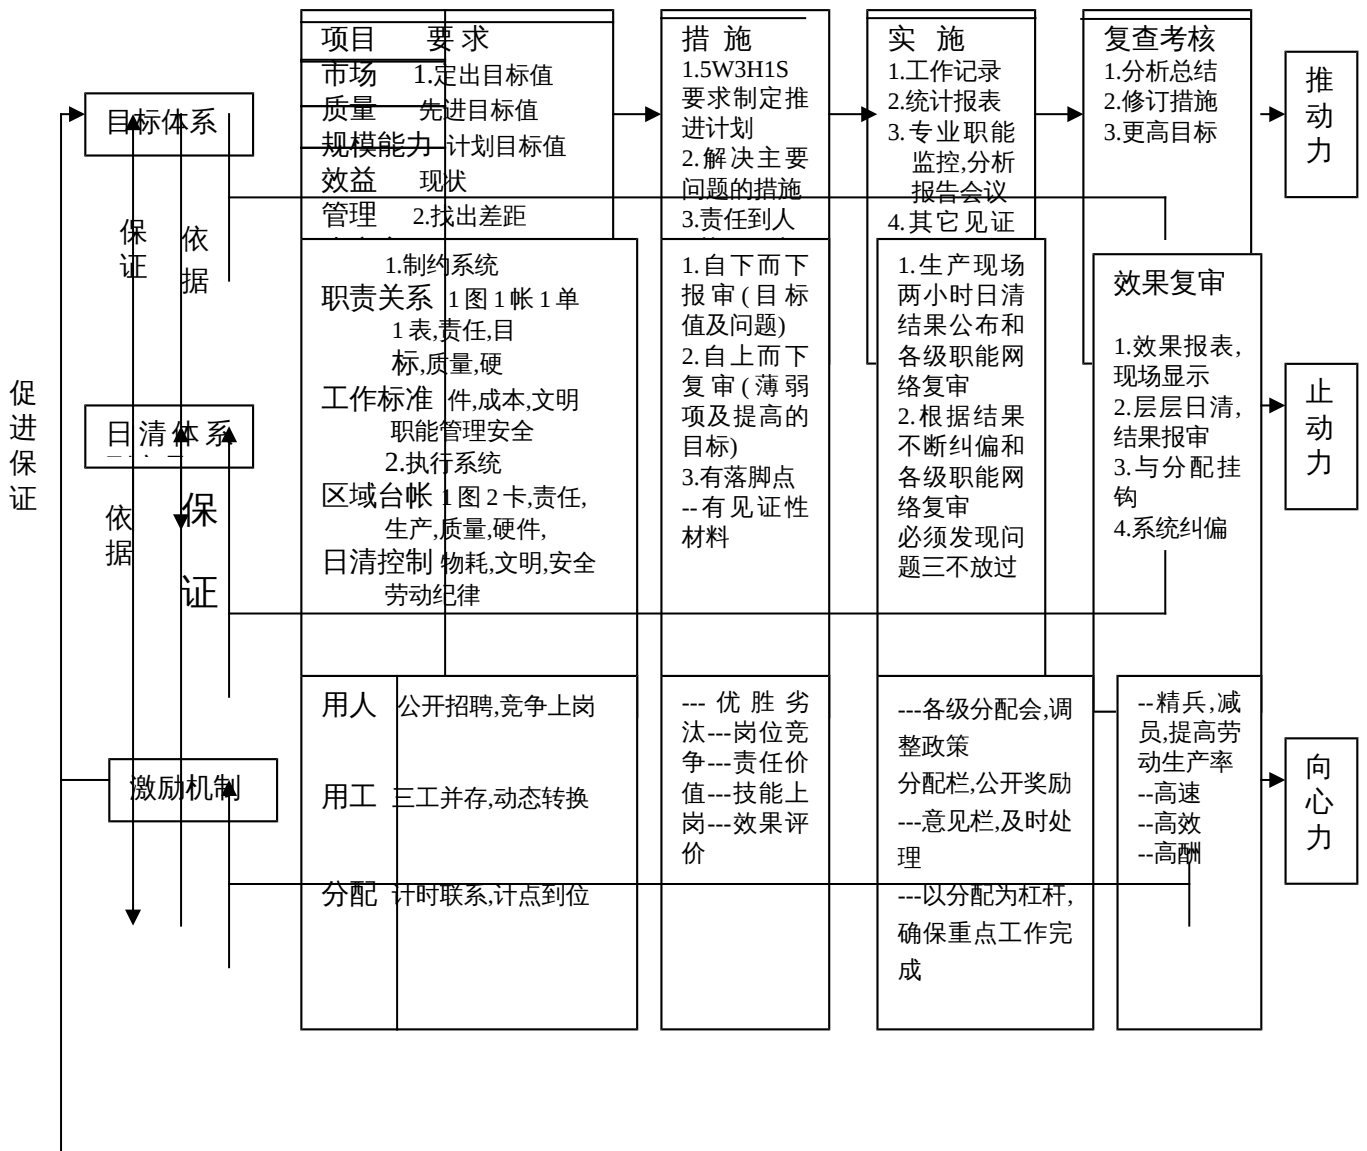 项目 要 求
市场 1.定出目标值
质量 先进目标值
规模能力 计划目标值
效益 现状
管理 2.找出差距
措 施
1.5W3H1S
要求制定推
进计划
2.解决主要
问题的措施
3.责任到人
实 施
1.工作记录
2.统计报表
3.专业职能
监控,分析
报告会议
4.其它见证
复查考核
1.分析总结
2.修订措施
3.更高目标
推
动
力
目标体系
保
证
依
据
1.制约系统
职责关系 1图1帐1单
1表,责任,目
标,质量,硬
工作标准 件,成本,文明
职能管理安全
2.执行系统
区域台帐 1图2卡,责任,
生产,质量,硬件,
日清控制 物耗,文明,安全
劳动纪律
1.自下而下
报审(目标
值及问题)
2.自上而下
复审(薄弱
项及提高的
目标)
3.有落脚点
--有见证性
材料
1.生产现场
两小时日清
结果公布和
各级职能网
络复审
2.根据结果
不断纠偏和
各级职能网
络复审
必须发现问
题三不放过
效果复审
1.效果报表,
现场显示
2.层层日清,
结果报审
3.与分配挂
钩
4.系统纠偏
止
动
力
促
进
保
证
日清体系
依
据
保
证
激励机制
用人 公开招聘,竞争上岗
用工 三工并存,动态转换
分配 计时联系,计点到位
---优胜劣
汰---岗位竞
争---责任价
值---技能上
岗---效果评
价
---各级分配会,调
整政策
分配栏,公开奖励
---意见栏,及时处
理
---以分配为杠杆,
确保重点工作完
成
--精兵,减
员,提高劳
动生产率
--高速
--高效
--高酬
向
心
力